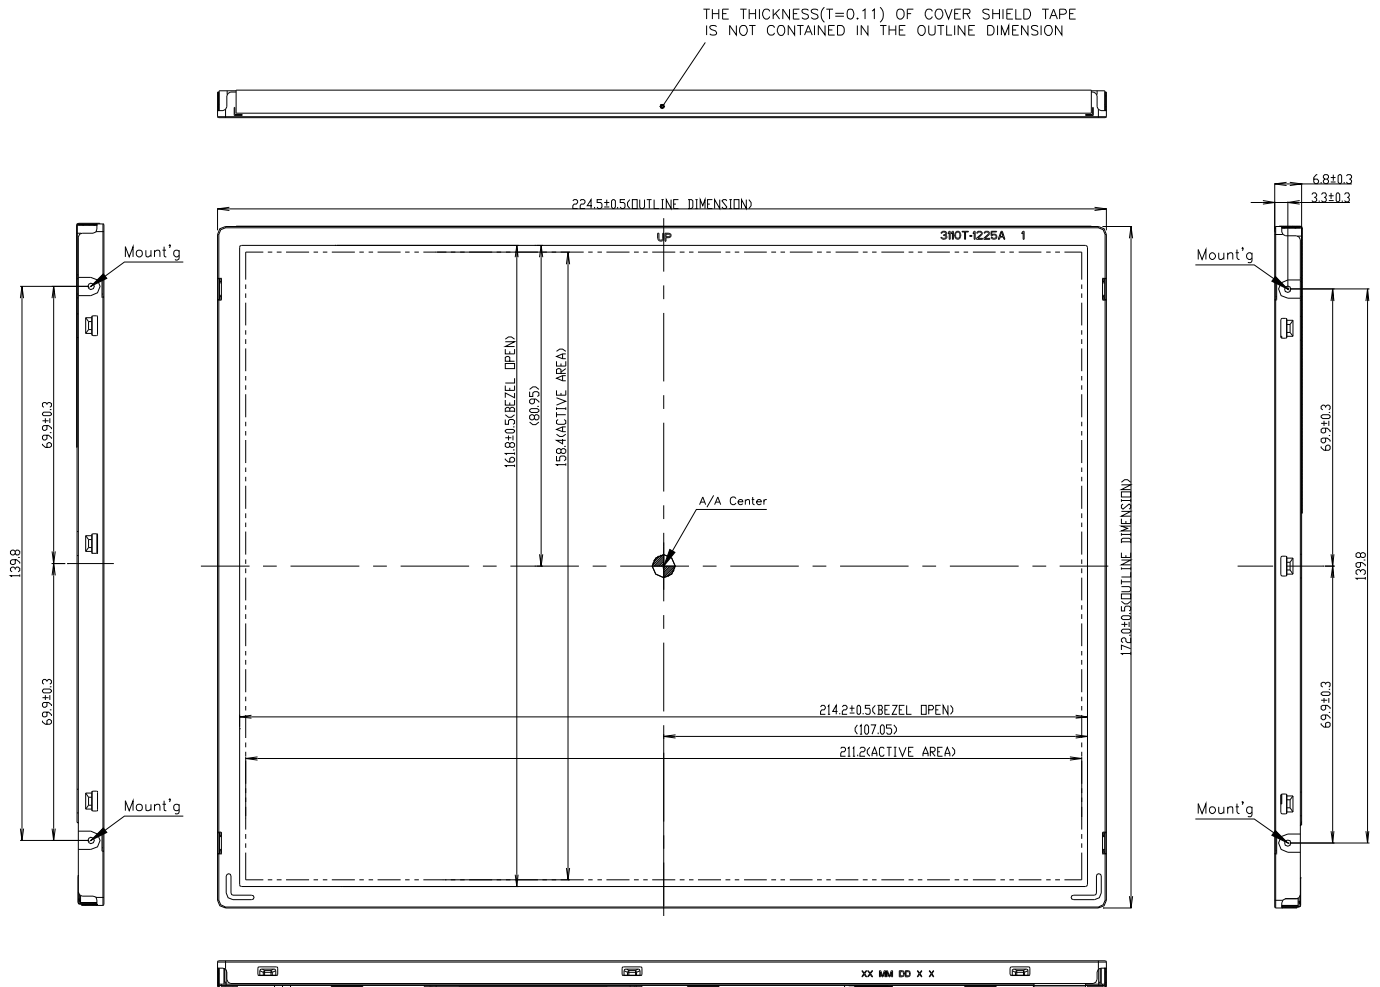 THE THICKNESS(T=0.11) OF COVER SHIELD TAPE
IS NOT CONTAINED IN THE OUTLINE DIMENSION
6.8±0.3
3.3±0.3
224.5±0.5(OUTLINE DIMENSION)
UP
3110T-1225A 1
Mount'g
Mount'g
161.8±0.5(BEZEL OPEN)
(80.95)
158.4(ACTIVE AREA)
69.9±0.3
69.9±0.3
A/A Center
139.8
139.8
172.0±0.5(OUTLINE DIMENSION)
69.9±0.3
69.9±0.3
214.2±0.5(BEZEL OPEN)
(107.05)
211.2(ACTIVE AREA)
Mount'g
Mount'g
XX MM DD X X